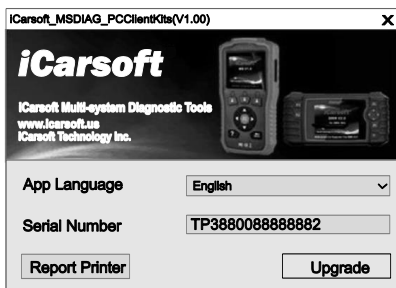 iCarsoft_MSDIAG_PCClientKits(V1.00) X
iCarsoft
iCarsoft Multi-system Diagnostic Tools
www.icarsoft.us
iCarsoft Technology Inc.
App Language English
Serial Number TP3880088888882
Report Printer Upgrade